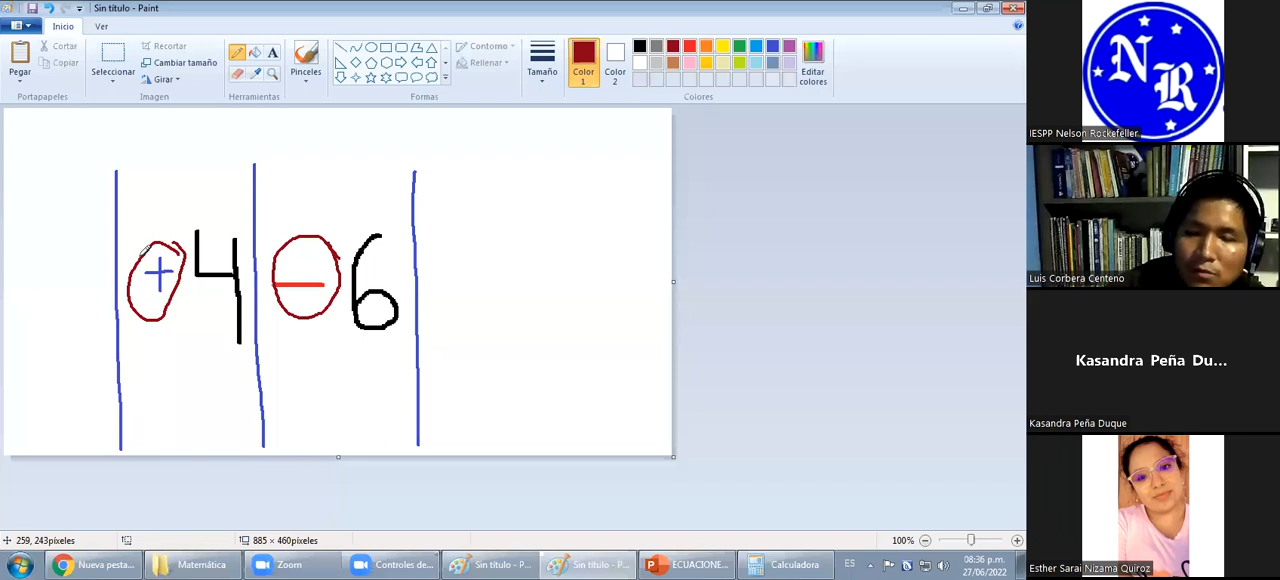 Sin título - Paint
Inicio
Ver
Pegar
Cortar
Copiar
Portapapeles
Seleccionar
Recortar
Cambiar tamaño
Girar
Imagen
A
Herramientas
Pinceles
Contorno
Rellenar
Formas
Tamaño
Color
1
Color
2
Editar
colores
Colores
+4 -6
259, 243píxeles
885 × 460píxeles
100%
Nueva pesta...
Matemática
Zoom
Controles de...
Sin título - P...
Sin título - P...
ECUACIONE...
Calculadora
ES
08:36 p.m.
27/06/2022
N R
IESPP Nelson Rockefeller
Luis Corbera Centeno
Kasandra Peña Du...
Kasandra Peña Duque
Esther Sarai Nizama Quiroz